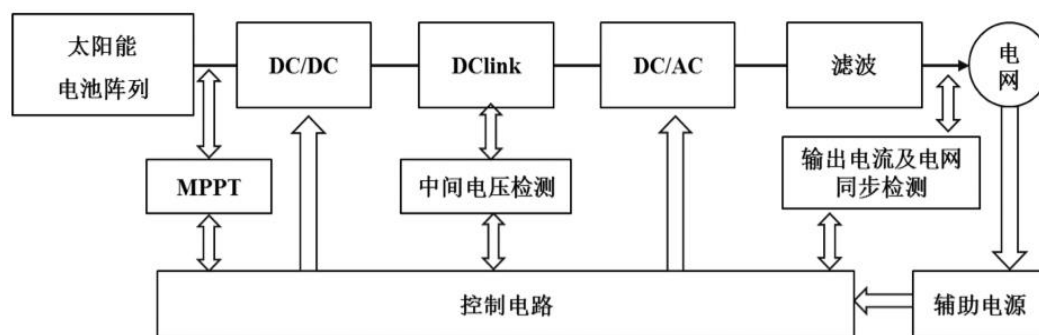 太阳能
电池阵列
DC/DC
DClink
DC/AC
滤波
电
网
MPPT
中间电压检测
输出电流及电网
同步检测
控制电路
辅助电源